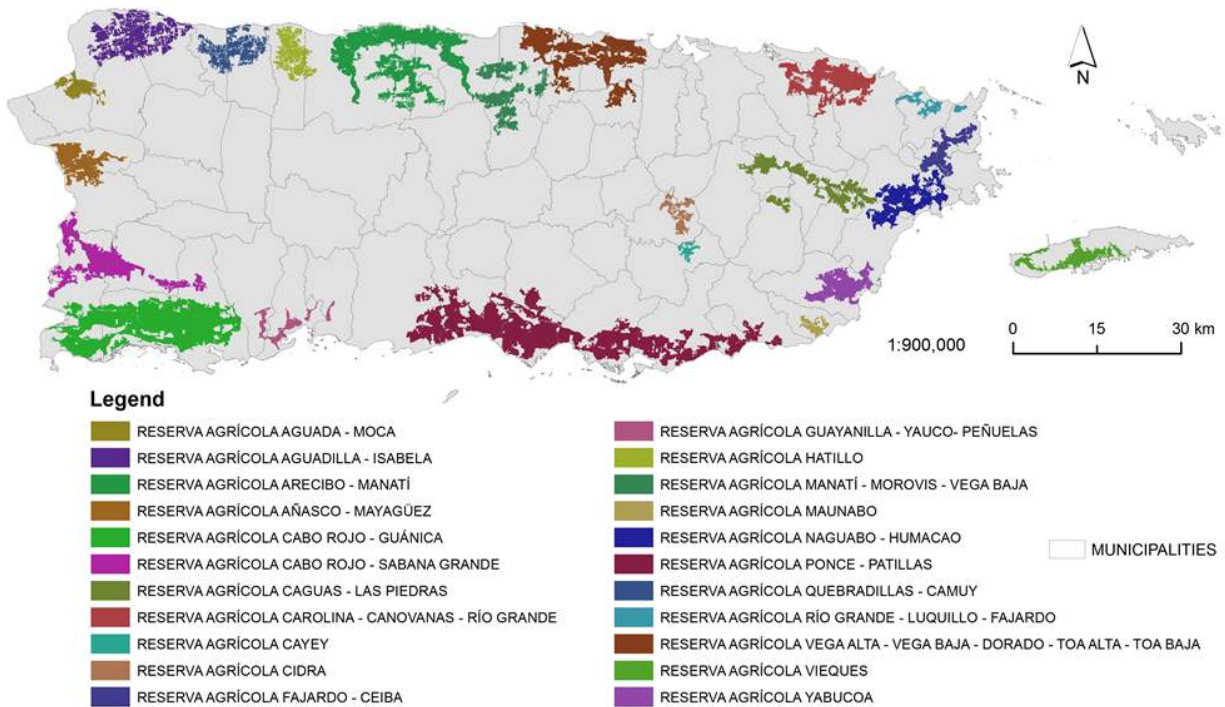 N
1:900,000
0 15 30 km
Legend
RESERVA AGRÍCOLA AGUADA - MOCA
RESERVA AGRÍCOLA AGUADILLA - ISABELA
RESERVA AGRÍCOLA ARECIBO - MANATÍ
RESERVA AGRÍCOLA AÑASCO - MAYAGÜEZ
RESERVA AGRÍCOLA CABO ROJO - GUÁNICA
RESERVA AGRÍCOLA CABO ROJO - SABANA GRANDE
RESERVA AGRÍCOLA CAGUAS - LAS PIEDRAS
RESERVA AGRÍCOLA CAROLINA - CANOVANAS - RÍO GRANDE
RESERVA AGRÍCOLA CAYEY
RESERVA AGRÍCOLA CIDRA
RESERVA AGRÍCOLA FAJARDO - CEIBA
RESERVA AGRÍCOLA GUAYANILLA - YAUCO- PEÑUELAS
RESERVA AGRÍCOLA HATILLO
RESERVA AGRÍCOLA MANATÍ - MOROVIS - VEGA BAJA
RESERVA AGRÍCOLA MAUNABO
RESERVA AGRÍCOLA NAGUABO - HUMACAO
RESERVA AGRÍCOLA PONCE - PATILLAS
RESERVA AGRÍCOLA QUEBRADILLAS - CAMUY
RESERVA AGRÍCOLA RÍO GRANDE - LUQUILLO - FAJARDO
RESERVA AGRÍCOLA VEGA ALTA - VEGA BAJA - DORADO - TOA ALTA - TOA BAJA
RESERVA AGRÍCOLA VIEQUES
RESERVA AGRÍCOLA YABUCOA
MUNICIPALITIES